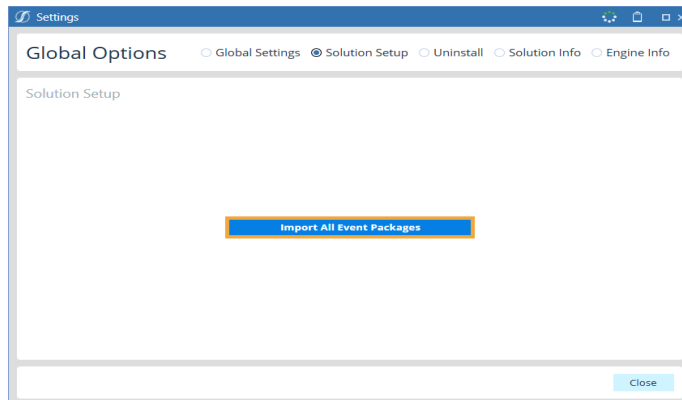 Settings
Global Options
Global Settings Solution Setup Uninstall Solution Info Engine Info
Solution Setup
Import All Event Packages
Close